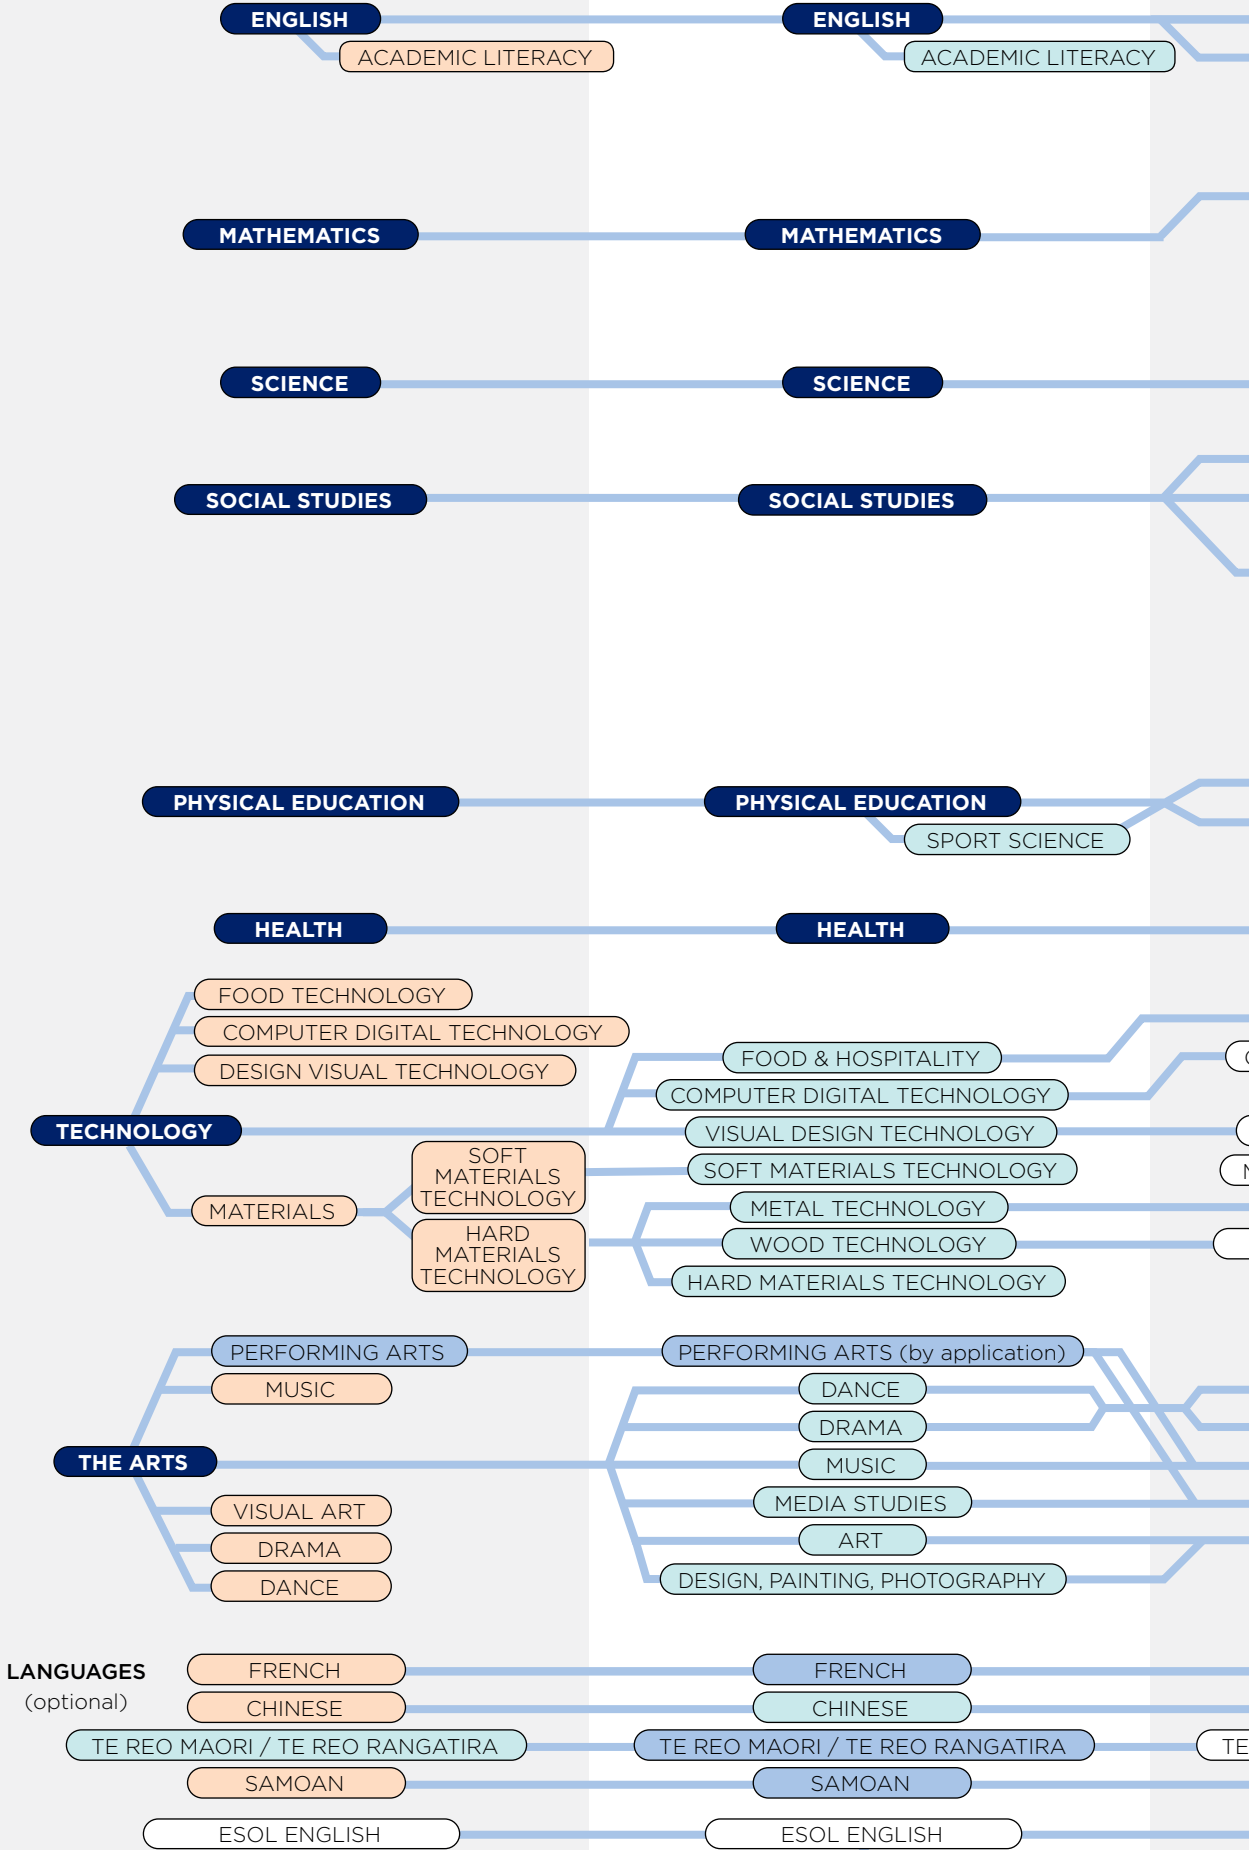 ENGLISH
ENGLISH
ACADEMIC LITERACY
ACADEMIC LITERACY
MATHEMATICS
MATHEMATICS
SCIENCE
SCIENCE
SOCIAL STUDIES
SOCIAL STUDIES
PHYSICAL EDUCATION
PHYSICAL EDUCATION
SPORT SCIENCE
HEALTH
HEALTH
FOOD TECHNOLOGY
COMPUTER DIGITAL TECHNOLOGY
FOOD & HOSPITALITY
DESIGN VISUAL TECHNOLOGY
COMPUTER DIGITAL TECHNOLOGY
TECHNOLOGY
VISUAL DESIGN TECHNOLOGY
SOFT
MATERIALS
TECHNOLOGY
SOFT MATERIALS TECHNOLOGY
MATERIALS
METAL TECHNOLOGY
HARD
MATERIALS
TECHNOLOGY
WOOD TECHNOLOGY
HARD MATERIALS TECHNOLOGY
PERFORMING ARTS
PERFORMING ARTS (by application)
MUSIC
DANCE
DRAMA
THE ARTS
MUSIC
VISUAL ART
MEDIA STUDIES
DRAMA
ART
DANCE
DESIGN, PAINTING, PHOTOGRAPHY
LANGUAGES
(optional)
FRENCH
FRENCH
CHINESE
CHINESE
TE REO MAORI / TE REO RANGATIRA
TE REO MAORI / TE REO RANGATIRA
TE
SAMOAN
SAMOAN
ESOL ENGLISH
ESOL ENGLISH